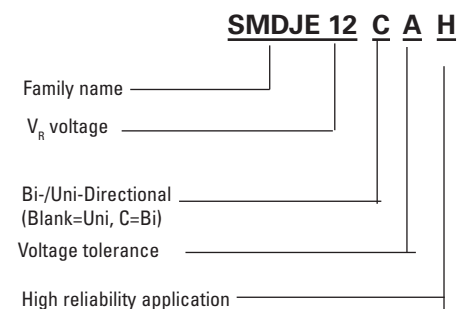 SMDJE 12 C A H
Family name
VR voltage
Bi-/Uni-Directional
(Blank=Uni, C=Bi)
Voltage tolerance
High reliability application